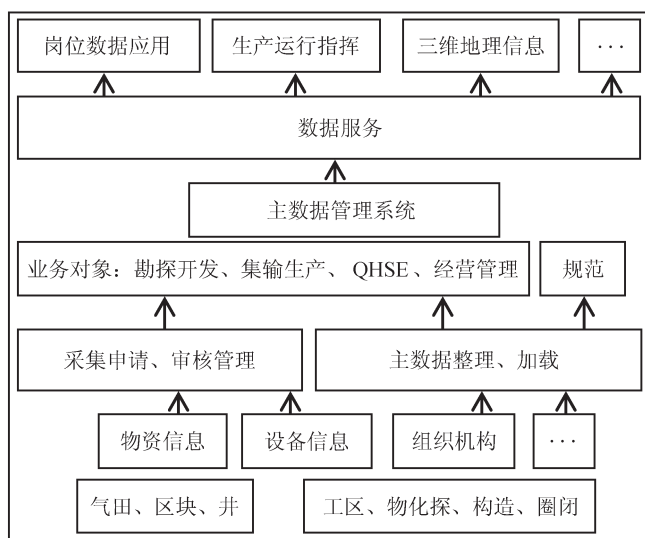 岗位数据应用 生产运行指挥 三维地理信息 ···
数据服务
主数据管理系统
业务对象：勘探开发、集输生产、QHSE、经营管理 规范
采集申请、审核管理 主数据整理、加载
物资信息 设备信息 组织机构 ···
气田、区块、井 工区、物化探、构造、圈闭